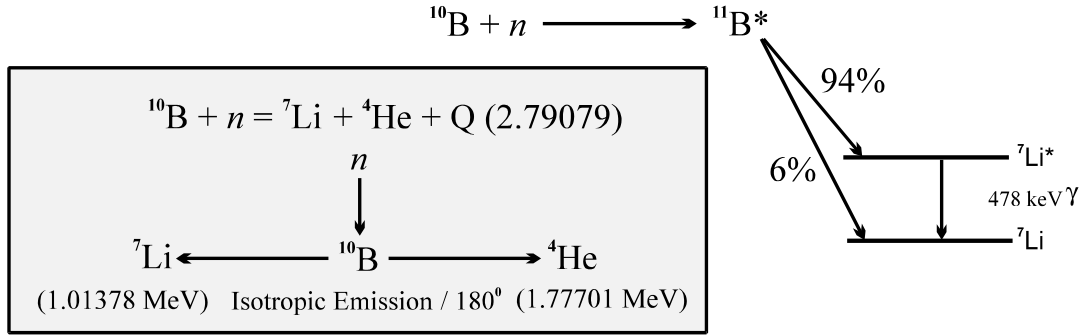 ¹⁰B + n ¹¹B*
94%
¹⁰B + n = ⁷Li + ⁴He + Q (2.79079)
n
6%
⁷Li*
478 keV γ
⁷Li
⁷Li ¹⁰B ⁴He
(1.01378 MeV) Isotropic Emission / 180⁰ (1.77701 MeV)